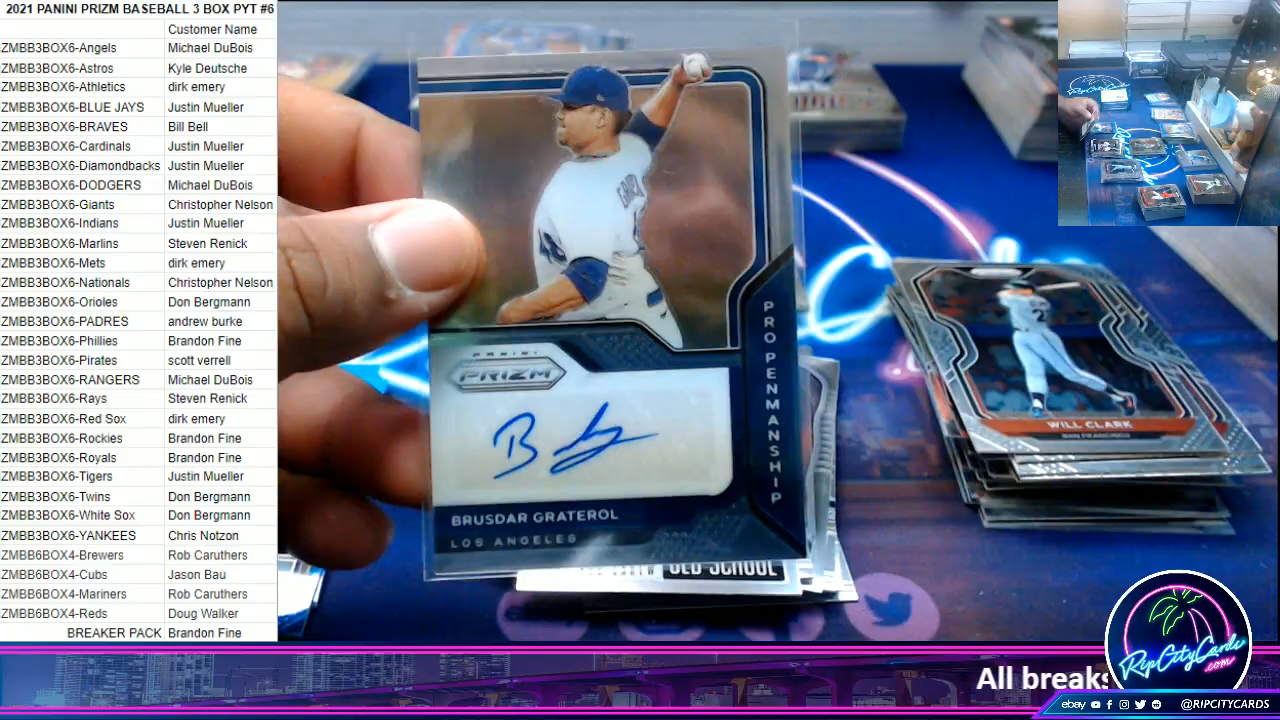 2021 PANINI PRIZM BASEBALL 3 BOX PYT #6
Customer Name
ZMBB3BOX6-Angels Michael DuBois
ZMBB3BOX6-Astros Kyle Deutsche
ZMBB3BOX6-Athletics dirk emery
ZMBB3BOX6-BLUE JAYS Justin Mueller
ZMBB3BOX6-BRAVES Bill Bell
ZMBB3BOX6-Cardinals Justin Mueller
ZMBB3BOX6-Diamondbacks Justin Mueller
ZMBB3BOX6-DODGERS Michael DuBois
ZMBB3BOX6-Giants Christopher Nelson
ZMBB3BOX6-Indians Justin Mueller
ZMBB3BOX6-Marlins Steven Renick
ZMBB3BOX6-Mets dirk emery
ZMBB3BOX6-Nationals Christopher Nelson
ZMBB3BOX6-Orioles Don Bergmann
ZMBB3BOX6-PADRES andrew burke
ZMBB3BOX6-Phillies Brandon Fine
ZMBB3BOX6-Pirates scott verrell
ZMBB3BOX6-RANGERS Michael DuBois
ZMBB3BOX6-Rays Steven Renick
ZMBB3BOX6-Red Sox dirk emery
ZMBB3BOX6-Rockies Brandon Fine
ZMBB3BOX6-Royals Brandon Fine
ZMBB3BOX6-Tigers Justin Mueller
ZMBB3BOX6-Twins Don Bergmann
ZMBB3BOX6-White Sox Don Bergmann
ZMBB3BOX6-YANKEES Chris Notzon
ZMBB6BOX4-Brewers Rob Caruthers
ZMBB6BOX4-Cubs Jason Bau
ZMBB6BOX4-Mariners Rob Caruthers
ZMBB6BOX4-Reds Doug Walker
BREAKER PACK Brandon Fine
PRO PENMANSHIP
PANINI
PRIZM
BRUSDAR GRATEROL
LOS ANGELES
OLD SCHOOL
2
WILL CLARK
SAN FRANCISCO
All breaks
RipCityCards
.com
ebay
@RIPCITYCARDS